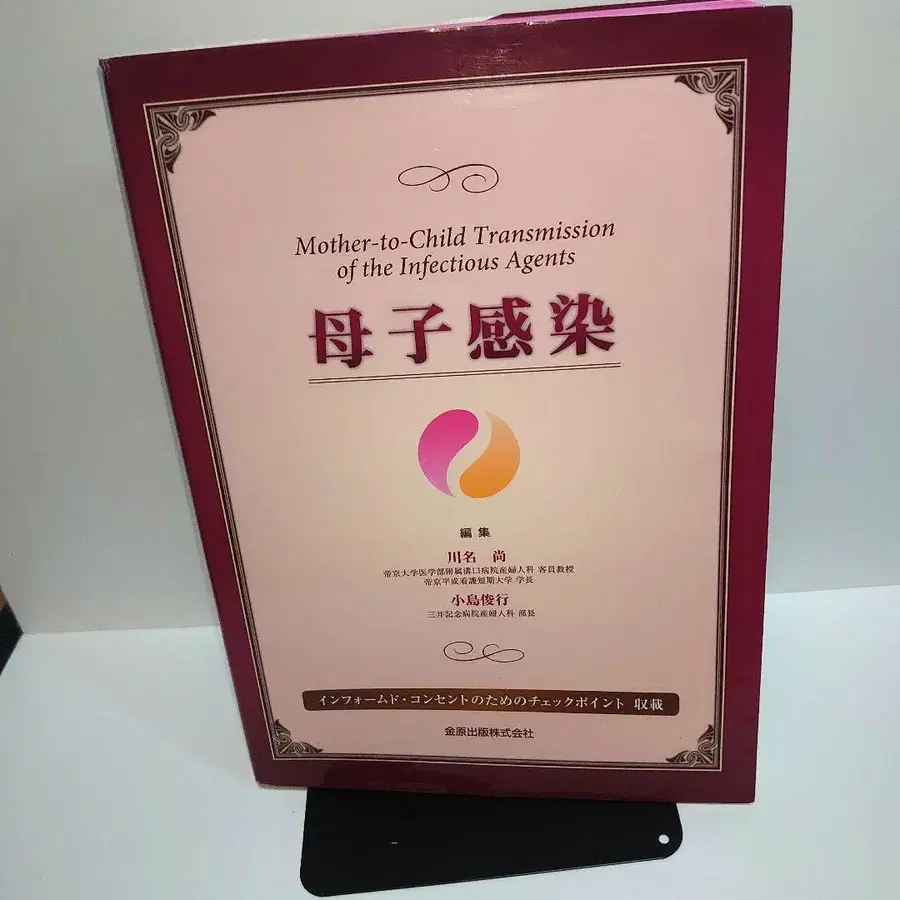 Mother-to-Child Transmission
of the Infectious Agents
母子感染
編集
川名 尚
帝京大学医学部附属溝口病院産婦人科 客員教授
帝京平成看護短期大学 学長
小島俊行
三井記念病院産婦人科 部長
インフォームド・コンセントのためのチェックポイント 収載
金原出版株式会社